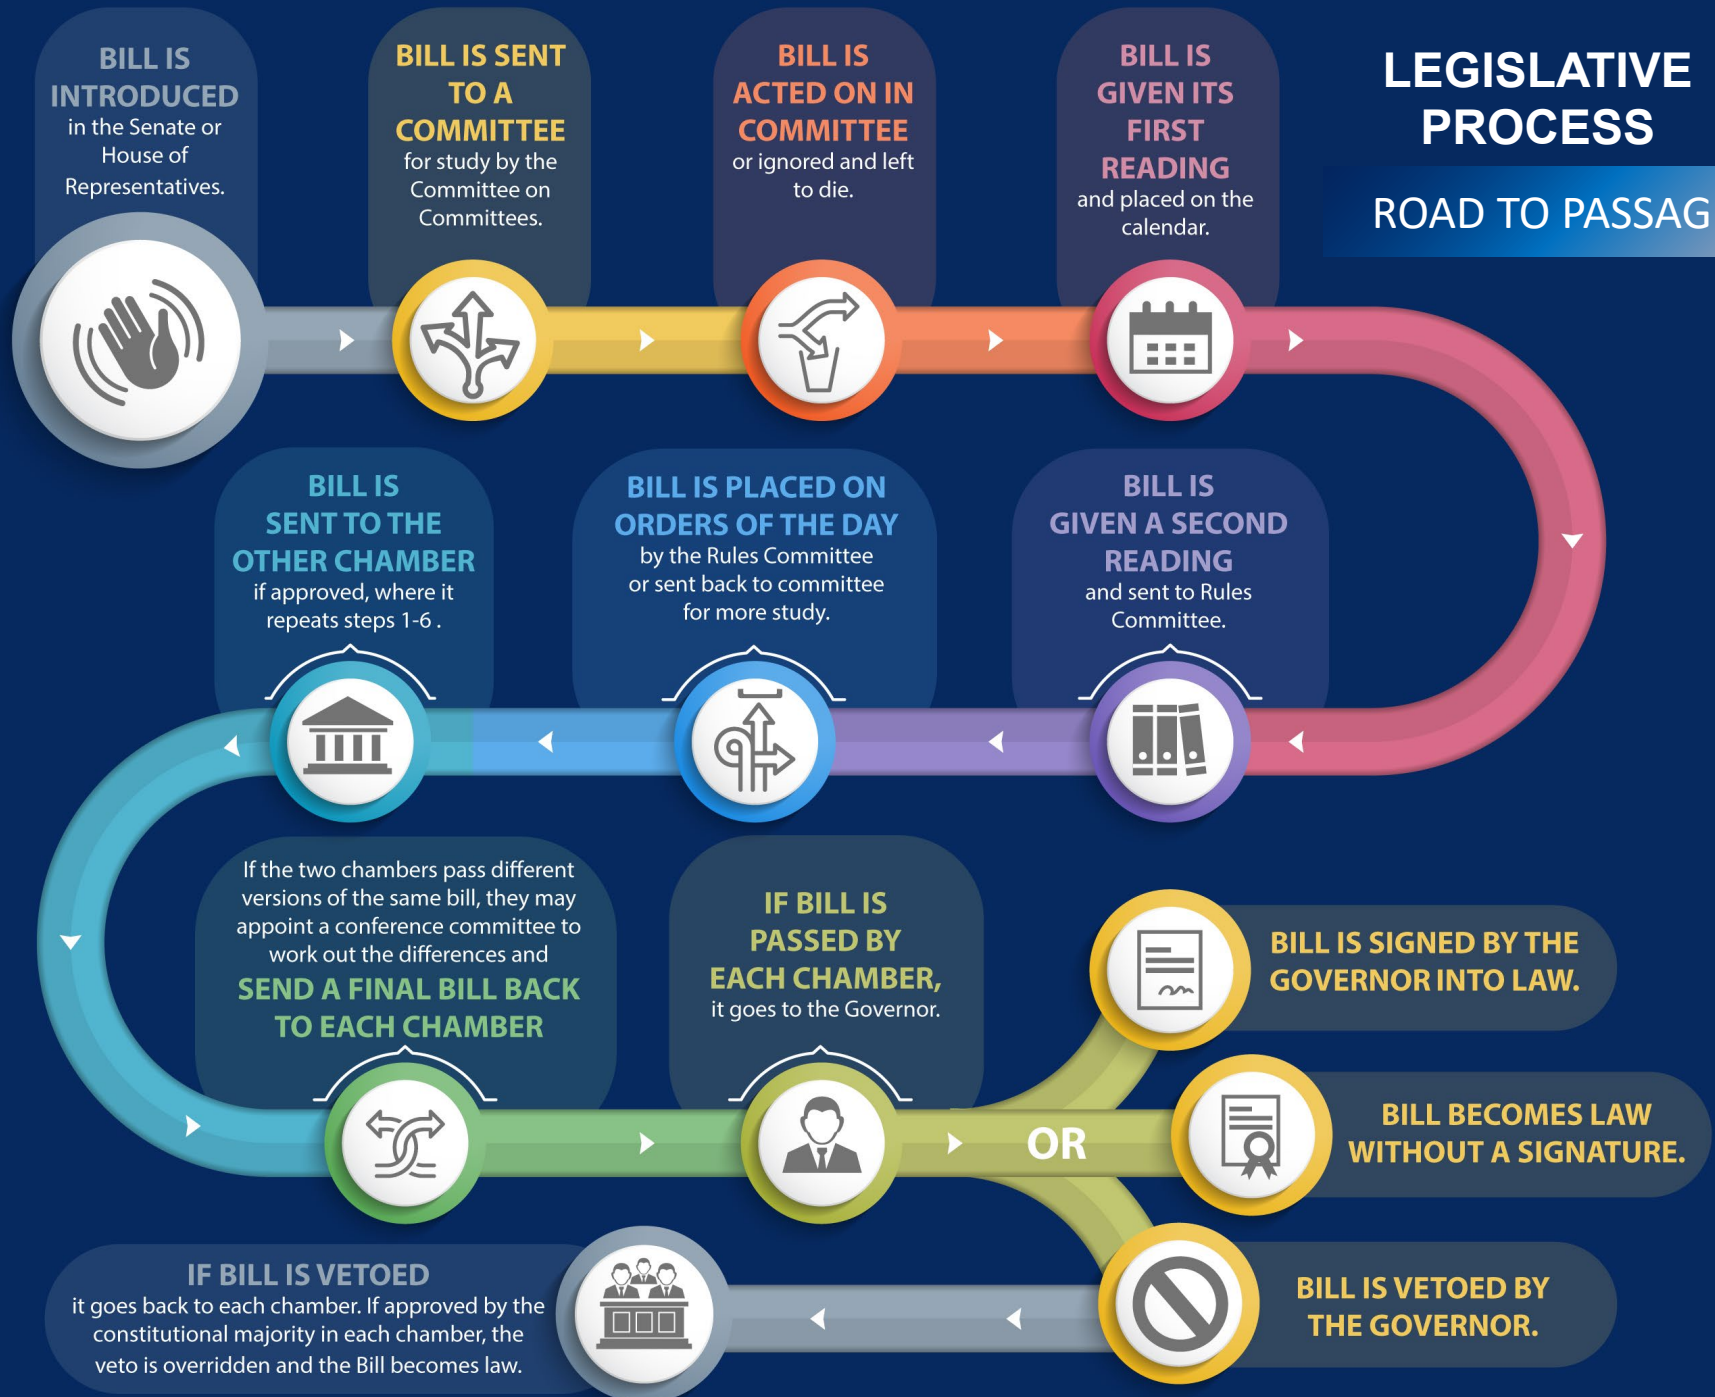 LEGISLATIVE
PROCESS
ROAD TO PASSAG
BILL IS
INTRODUCED
in the Senate or
House of
Representatives.
BILL IS SENT
TO A
COMMITTEE
for study by the
Committee on
Committees.
BILL IS
ACTED ON IN
COMMITTEE
or ignored and left
to die.
BILL IS
GIVEN ITS
FIRST
READING
and placed on the
calendar.
BILL IS
GIVEN A SECOND
READING
and sent to Rules
Committee.
BILL IS PLACED ON
ORDERS OF THE DAY
by the Rules Committee
or sent back to committee
for more study.
BILL IS
SENT TO THE
OTHER CHAMBER
if approved, where it
repeats steps 1-6 .
If the two chambers pass different
versions of the same bill, they may
appoint a conference committee to
work out the differences and
SEND A FINAL BILL BACK
TO EACH CHAMBER
IF BILL IS
PASSED BY
EACH CHAMBER,
it goes to the Governor.
OR
BILL IS SIGNED BY THE
GOVERNOR INTO LAW.
BILL BECOMES LAW
WITHOUT A SIGNATURE.
BILL IS VETOED BY
THE GOVERNOR.
IF BILL IS VETOED
it goes back to each chamber. If approved by the
constitutional majority in each chamber, the
veto is overridden and the Bill becomes law.